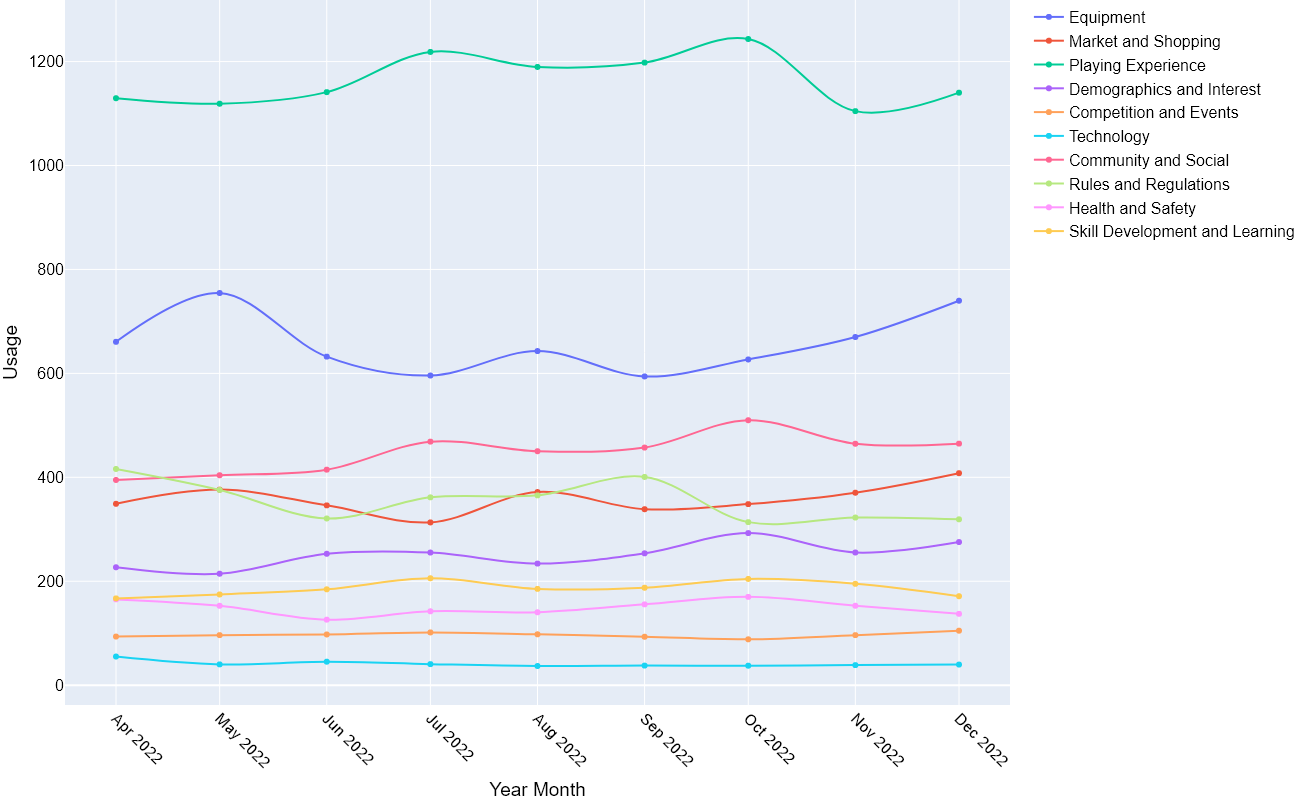 Equipment
Market and Shopping
Playing Experience
Demographics and Interest
Competition and Events
Technology
Community and Social
Rules and Regulations
Health and Safety
Skill Development and Learning
1200
1000
800
600
400
200
0
Usage
Apr 2022
May 2022
Jun 2022
Jul 2022
Aug 2022
Sep 2022
Oct 2022
Nov 2022
Dec 2022
Year Month